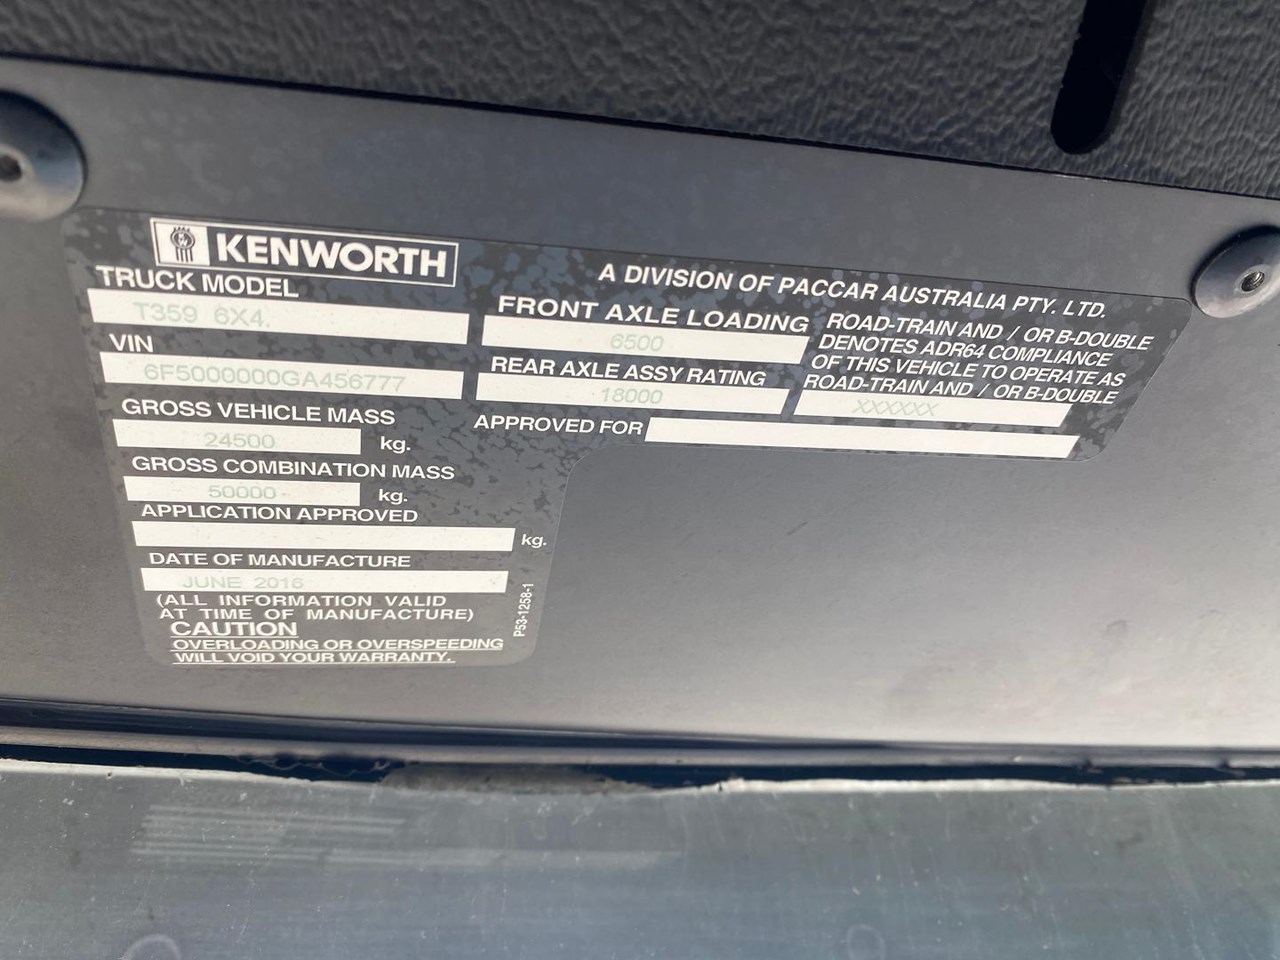 KENWORTH
A DIVISION OF PACCAR AUSTRALIA PTY. LTD.
TRUCK MODEL
T359 6X4.
VIN
6F5000000GA456777
GROSS VEHICLE MASS
24500 kg.
GROSS COMBINATION MASS
50000 kg.
APPLICATION APPROVED
kg.
DATE OF MANUFACTURE
JUNE 2016
(ALL INFORMATION VALID
AT TIME OF MANUFACTURE)
CAUTION
OVERLOADING OR OVERSPEEDING
WILL VOID YOUR WARRANTY.
P53-1258-1
FRONT AXLE LOADING
6500
REAR AXLE ASSY RATING
18000
APPROVED FOR
ROAD-TRAIN AND / OR B-DOUBLE
DENOTES ADR64 COMPLIANCE
OF THIS VEHICLE TO OPERATE AS
ROAD-TRAIN AND / OR B-DOUBLE
XXXXXX